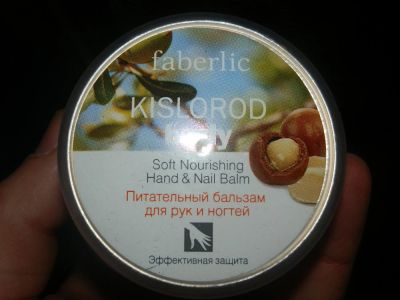 faberlic
KISLOROD
Soft Nourishing
Hand & Nail Balm
Питательный бальзам
для рук и ногтей
Эффективная защита